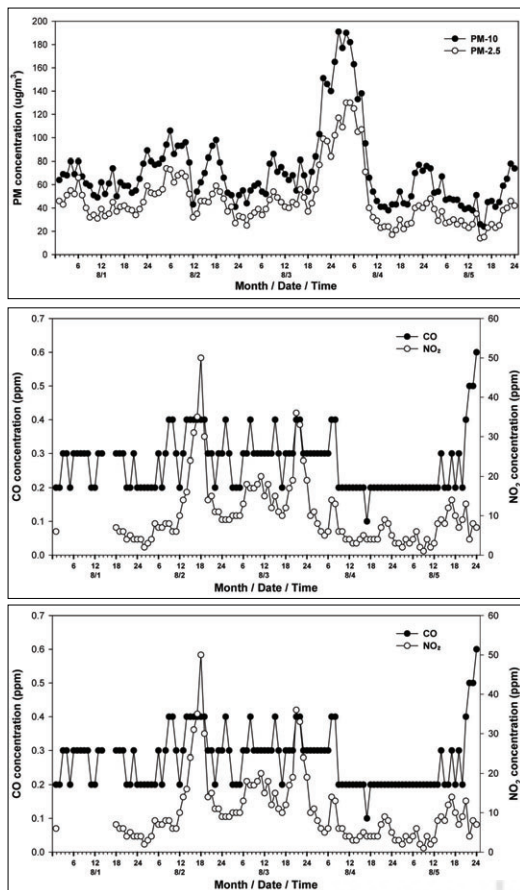 200
180
160
140
120
100
80
60
40
20
0
PM concentration (ug/m³)
PM-10
PM-2.5
6 12 18 24 6 12 18 24 6 12 18 24 6 12 18 24 6 12 18 24
8/1 8/2 8/3 8/4 8/5
Month / Date / Time
0.7
0.6
0.5
0.4
0.3
0.2
0.1
0.0
CO concentration (ppm)
CO
NO₂
60
50
40
30
20
10
0
NO₂ concentration (ppm)
6 12 18 24 6 12 18 24 6 12 18 24 6 12 18 24 6 12 18 24
8/1 8/2 8/3 8/4 8/5
Month / Date / Time
0.7
0.6
0.5
0.4
0.3
0.2
0.1
0.0
CO concentration (ppm)
CO
NO₂
60
50
40
30
20
10
0
NO₂ concentration (ppm)
6 12 18 24 6 12 18 24 6 12 18 24 6 12 18 24 6 12 18 24
8/1 8/2 8/3 8/4 8/5
Month / Date / Time